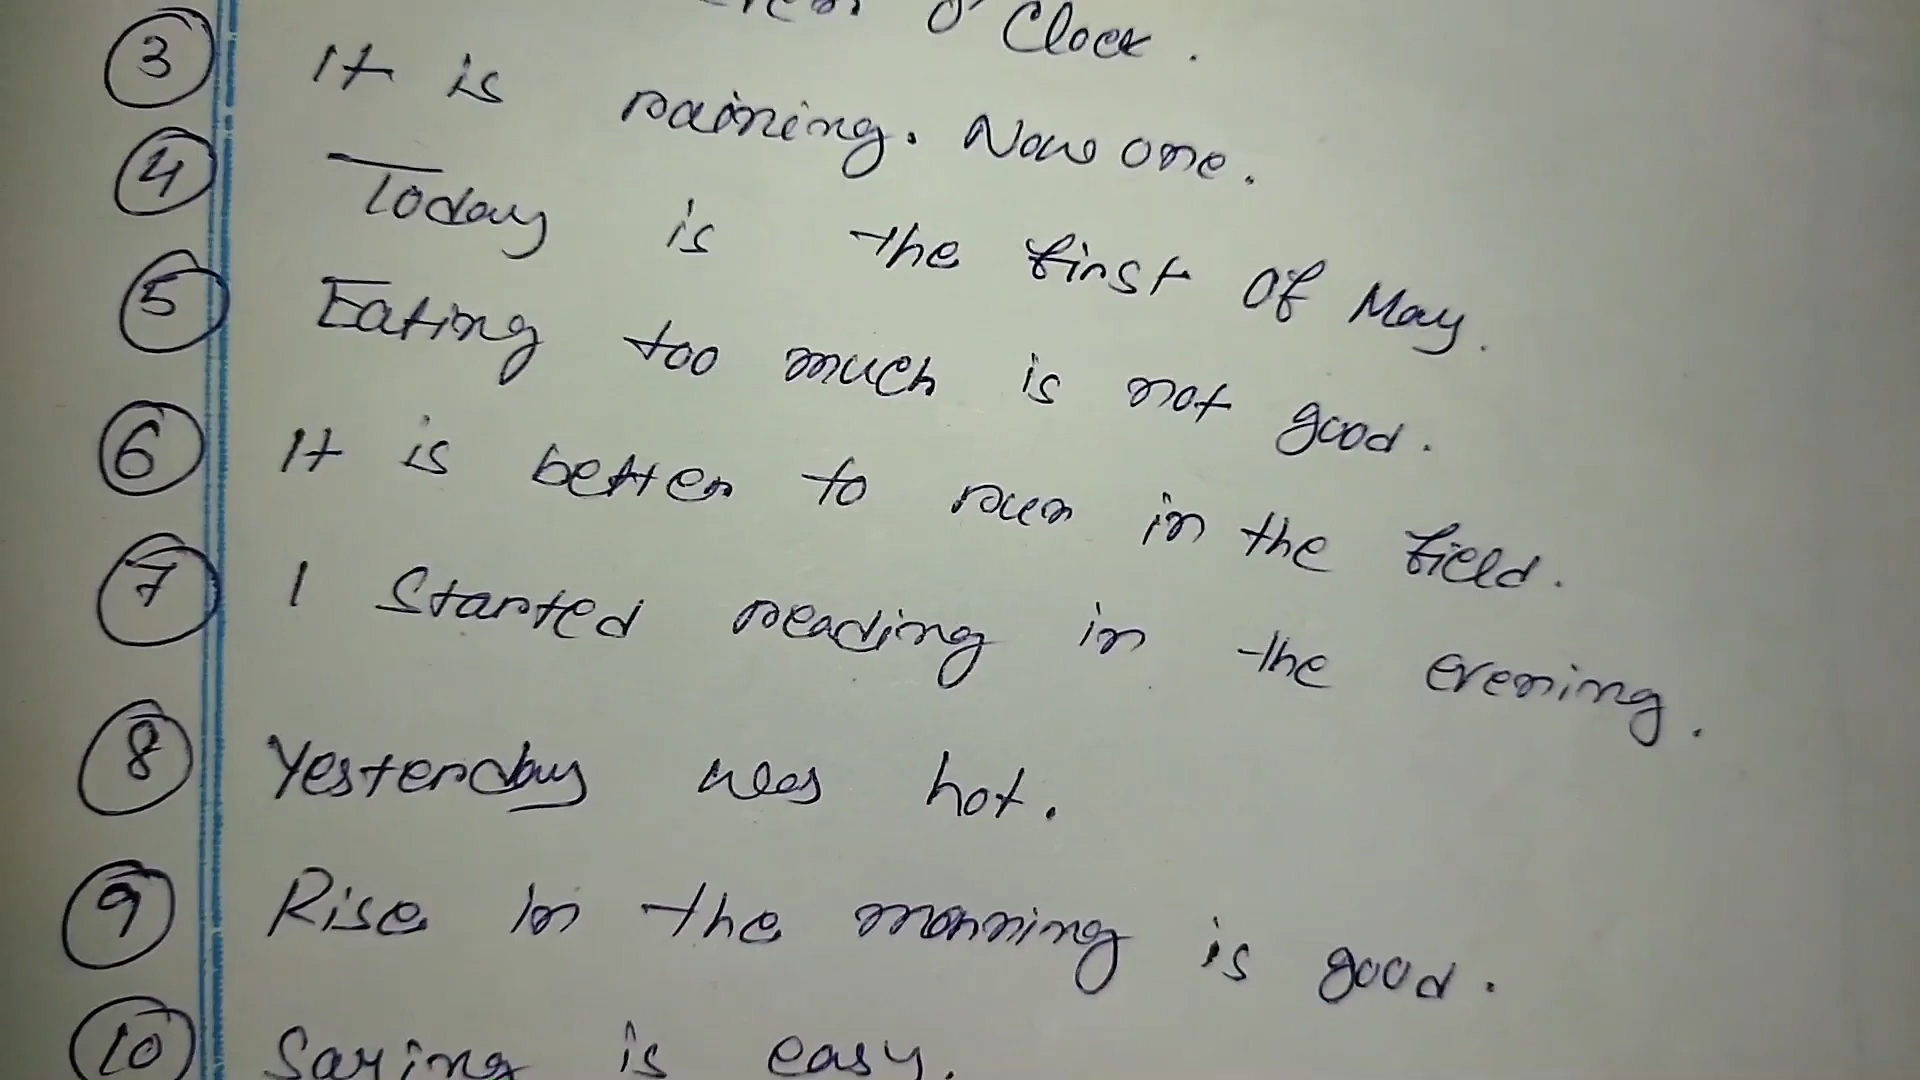 O' Clock.
3 It is raining. Now one.
4 Today is the first of May.
5 Eating too much is not good.
6 It is better to run in the field.
7 I Started reading in the evening.
8 Yesterday was hot.
9 Rise in the morning is good.
10 Saying is easy.